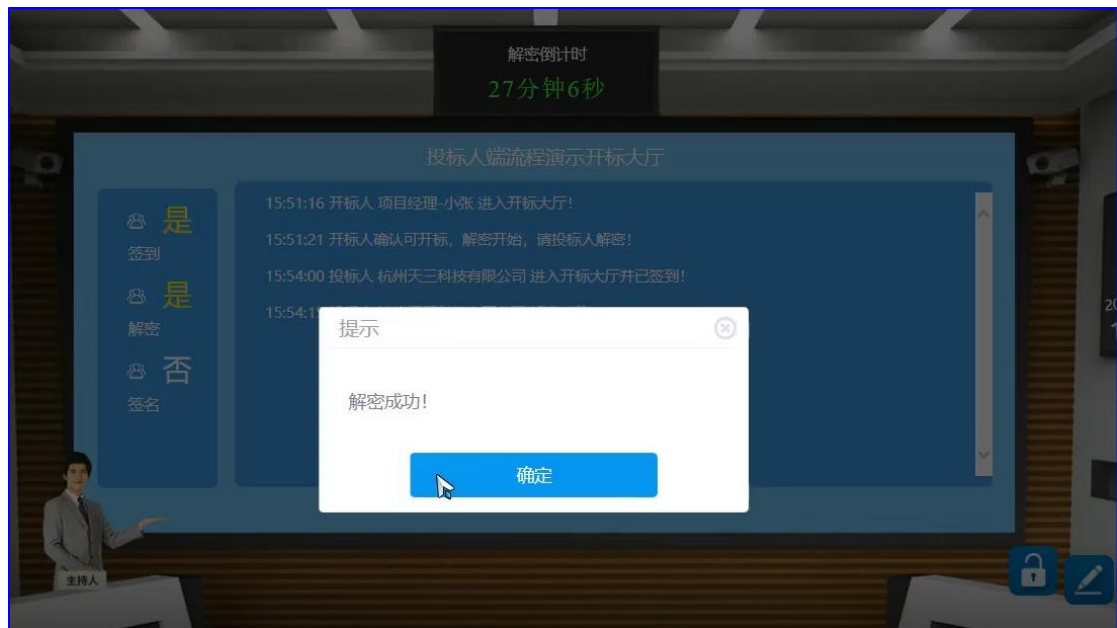 解密倒计时
27分钟6秒
投标人端流程演示开标大厅
是
签到
是
解密
否
签名
15:51:16 开标人 项目经理-小张 进入开标大厅!
15:51:21 开标人确认可开标，解密开始，请投标人解密!
15:54:00 投标人 杭州天三科技有限公司 进入开标大厅并已签到!
15:54:1
提示
解密成功!
确定
主持人
20